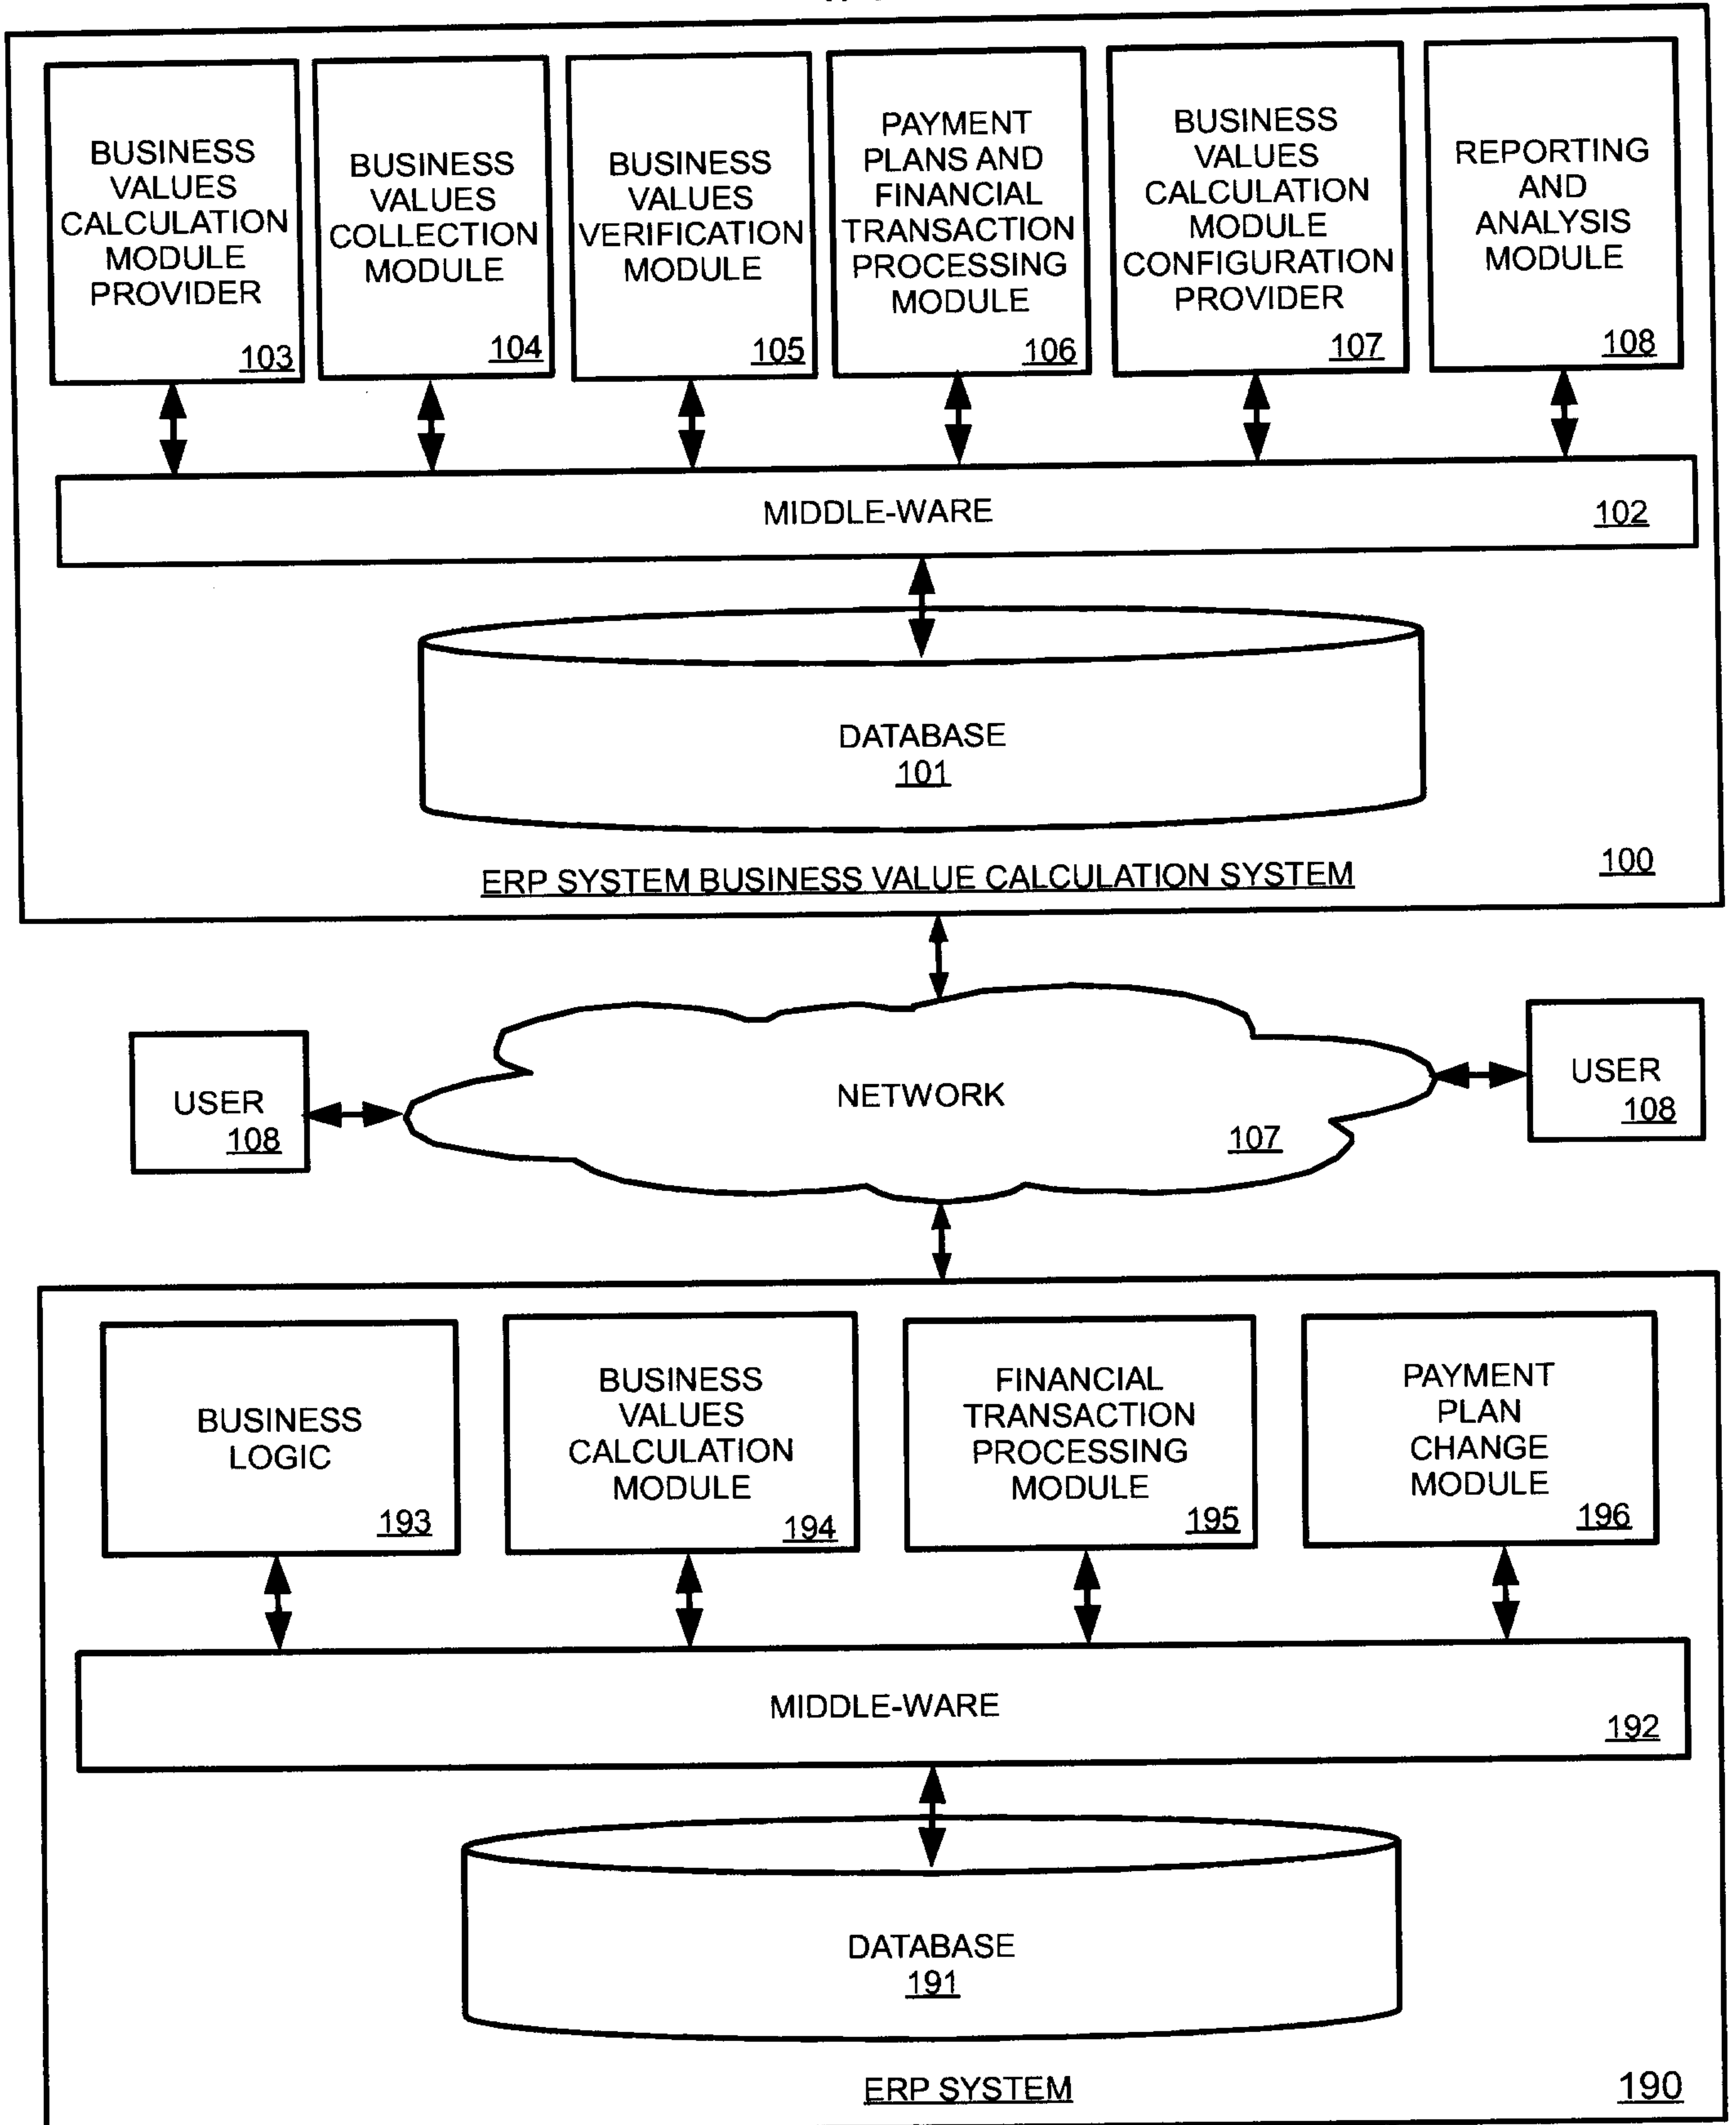 BUSINESS
VALUES
CALCULATION
MODULE
PROVIDER
103
BUSINESS
VALUES
COLLECTION
MODULE
104
BUSINESS
VALUES
VERIFICATION
MODULE
105
PAYMENT
PLANS AND
FINANCIAL
TRANSACTION
PROCESSING
MODULE
106
BUSINESS
VALUES
CALCULATION
MODULE
CONFIGURATION
PROVIDER
107
REPORTING
AND
ANALYSIS
MODULE
108
MIDDLE-WARE
102
DATABASE
101
ERP SYSTEM BUSINESS VALUE CALCULATION SYSTEM
100
USER
108
NETWORK
107
USER
108
BUSINESS
LOGIC
193
BUSINESS
VALUES
CALCULATION
MODULE
194
FINANCIAL
TRANSACTION
PROCESSING
MODULE
195
PAYMENT
PLAN
CHANGE
MODULE
196
MIDDLE-WARE
192
DATABASE
191
ERP SYSTEM
190